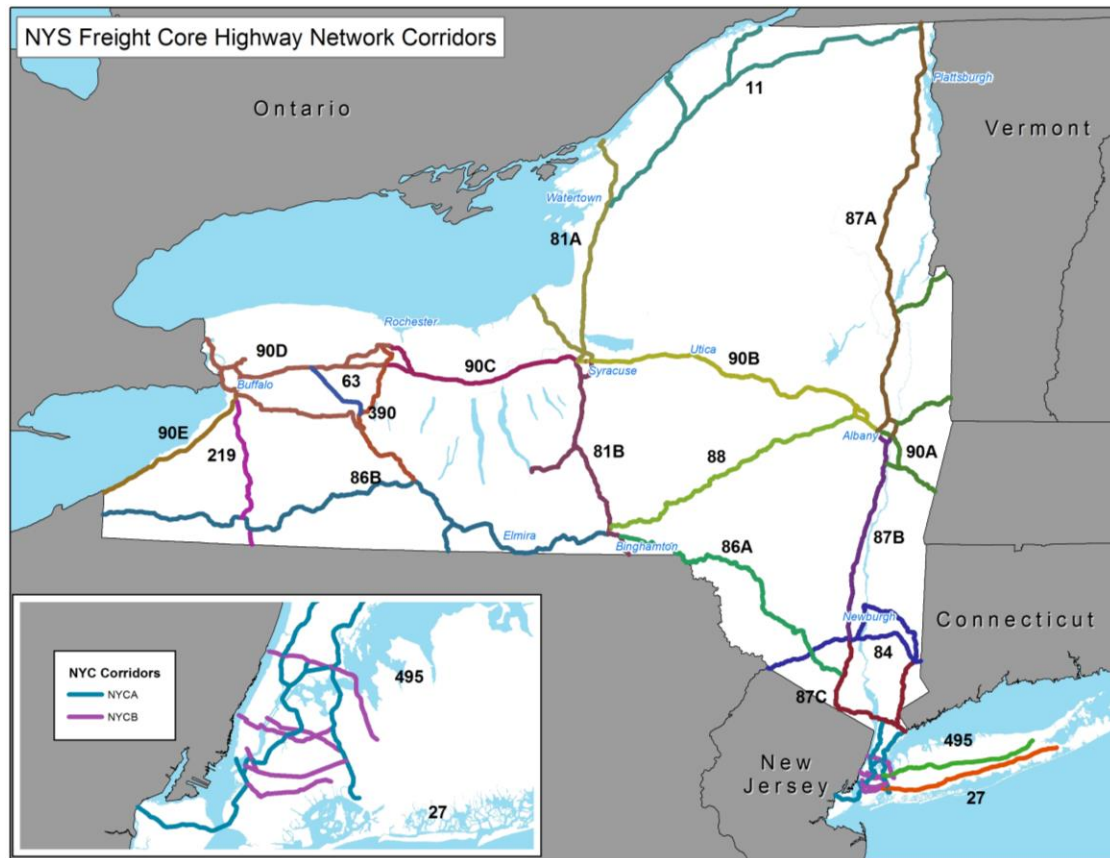 NYS Freight Core Highway Network Corridors
Ontario
Vermont
Plattsburgh
11
87A
Watertown
81A
Rochester
90D
63
90C
Syracuse
Utica
90B
Buffalo
390
Albany
90A
90E
219
86B
81B
88
87B
Elmira
Binghamton
86A
Newburgh
84
Connecticut
87C
495
New
Jersey
27
NYC Corridors
NYCA
NYCB
495
27